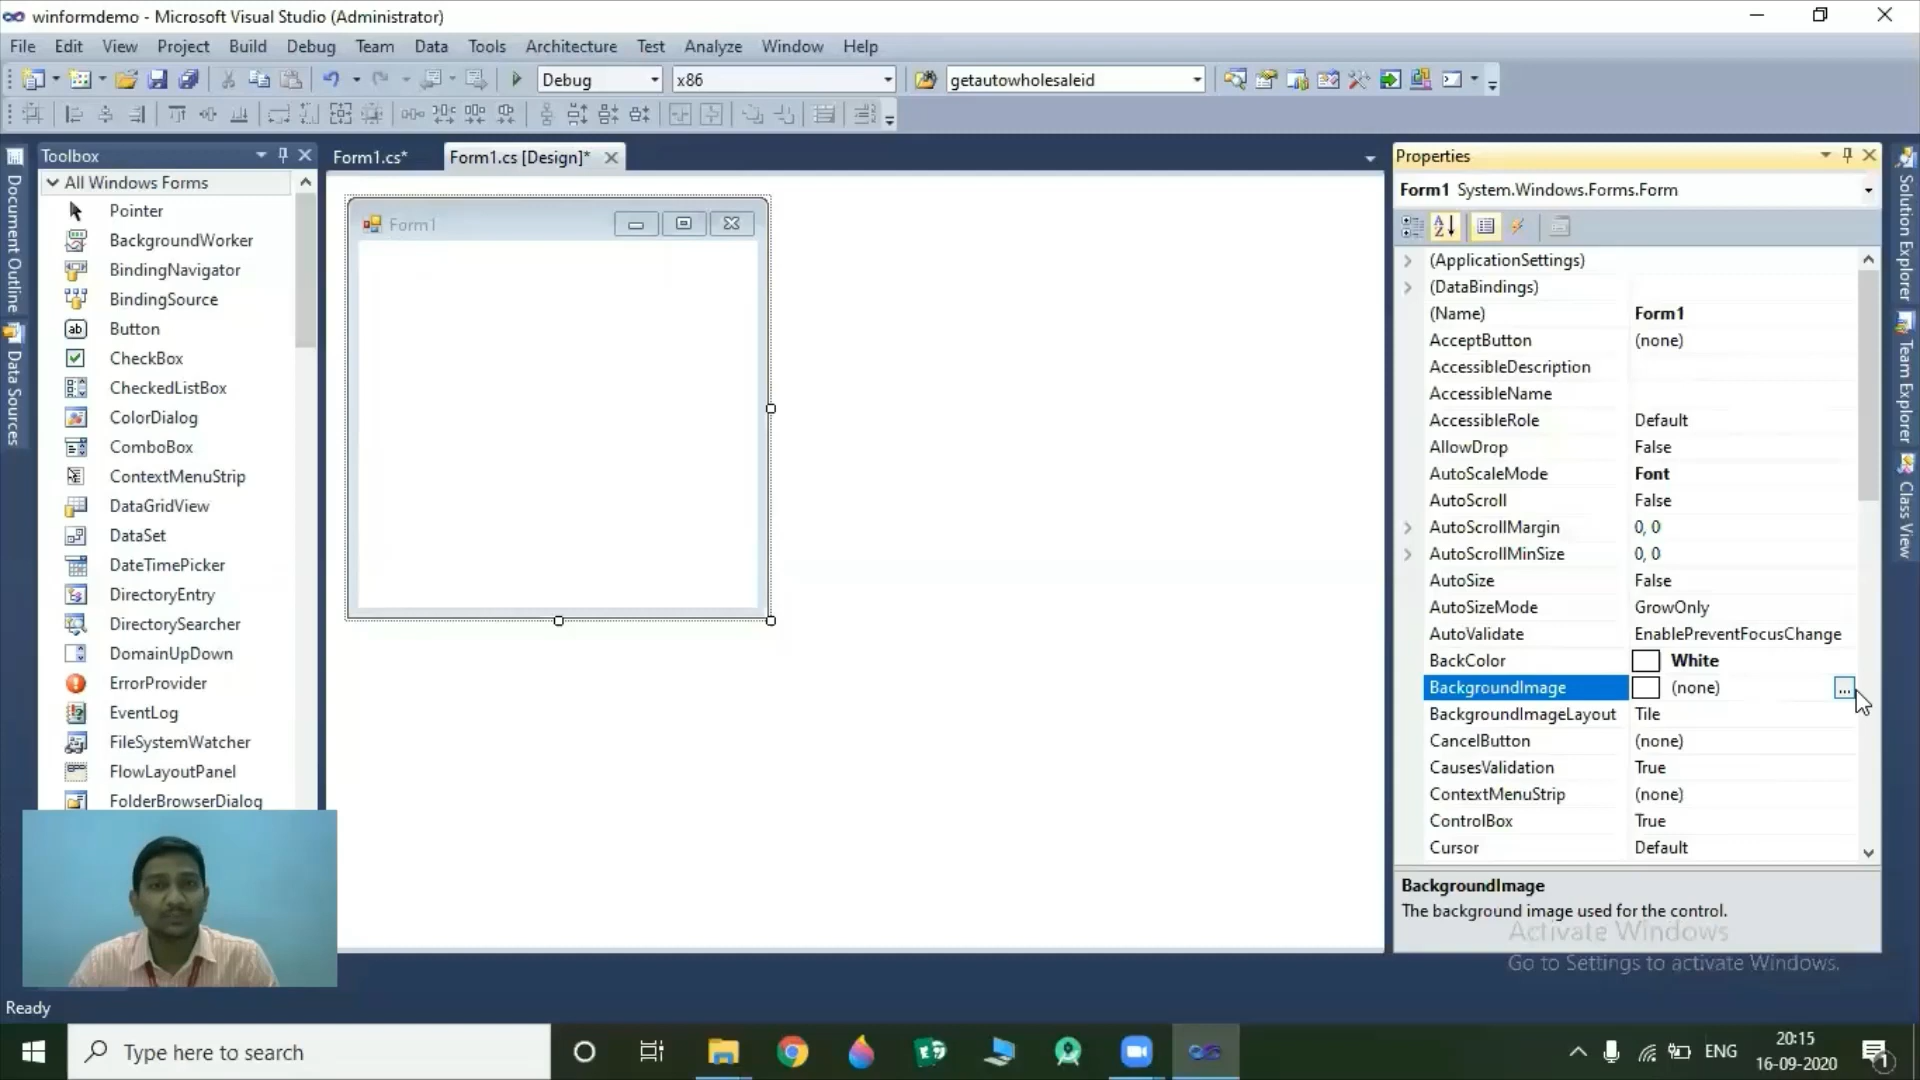 winformdemo - Microsoft Visual Studio (Administrator)
File Edit View Project Build Debug Team Data Tools Architecture Test Analyze Window Help
Debug x86 getautowholesaleid
Document Outline
Data Sources
Toolbox
All Windows Forms
Pointer
BackgroundWorker
BindingNavigator
BindingSource
Button
CheckBox
CheckedListBox
ColorDialog
ComboBox
ContextMenuStrip
DataGridView
DataSet
DateTimePicker
DirectoryEntry
DirectorySearcher
DomainUpDown
ErrorProvider
EventLog
FileSystemWatcher
FlowLayoutPanel
FolderBrowserDialog
Form1.cs* Form1.cs [Design]*
Form1
Properties
Form1 System.Windows.Forms.Form
(ApplicationSettings)
(DataBindings)
(Name) Form1
AcceptButton (none)
AccessibleDescription
AccessibleName
AccessibleRole Default
AllowDrop False
AutoScaleMode Font
AutoScroll False
AutoScrollMargin 0, 0
AutoScrollMinSize 0, 0
AutoSize False
AutoSizeMode GrowOnly
AutoValidate EnablePreventFocusChange
BackColor White
BackgroundImage (none) ...
BackgroundImageLayout Tile
CancelButton (none)
CausesValidation True
ContextMenuStrip (none)
ControlBox True
Cursor Default
BackgroundImage
The background image used for the control.
Activate Windows
Go to Settings to activate Windows.
Solution Explorer
Team Explorer
Class View
Ready
Type here to search
ENG
20:15
16-09-2020
1